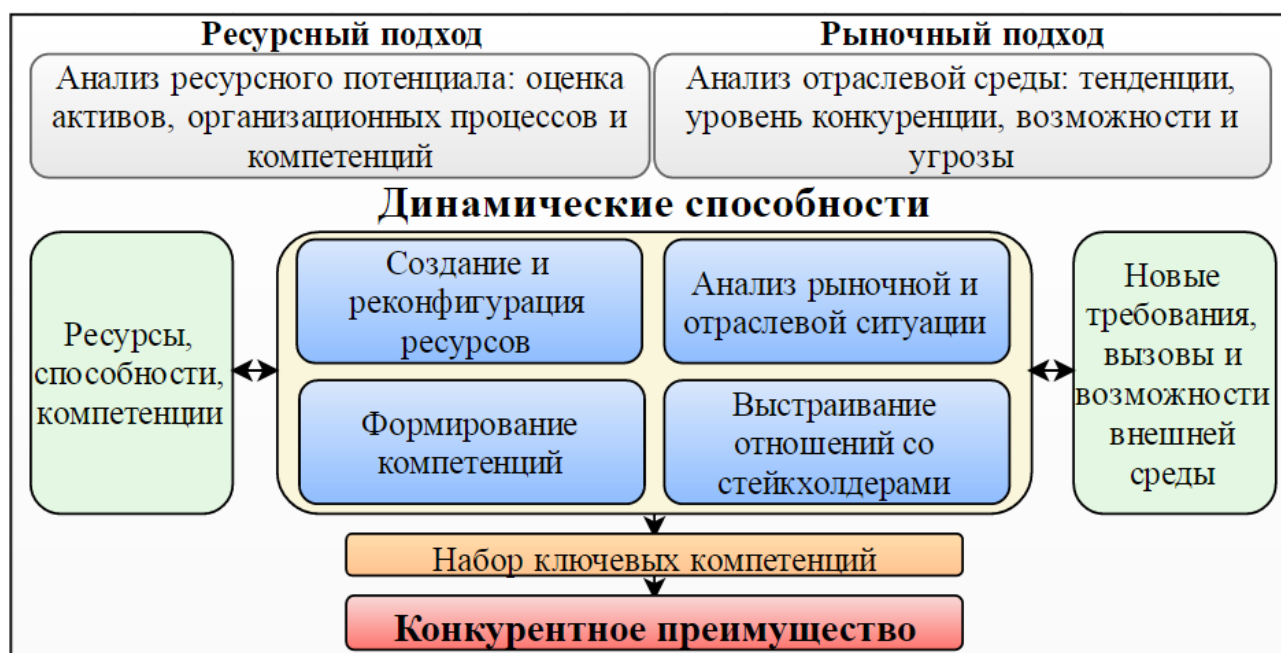 Ресурсный подход
Анализ ресурсного потенциала: оценка
активов, организационных процессов и
компетенций
Рыночный подход
Анализ отраслевой среды: тенденции,
уровень конкуренции, возможности и
угрозы
Динамические способности
Ресурсы,
способности,
компетенции
Создание и
реконфигурация
ресурсов
Анализ рыночной и
отраслевой ситуации
Формирование
компетенций
Выстраивание
отношений со
стейкхолдерами
Новые
требования,
вызовы и
возможности
внешней
среды
Набор ключевых компетенций
Конкурентное преимущество